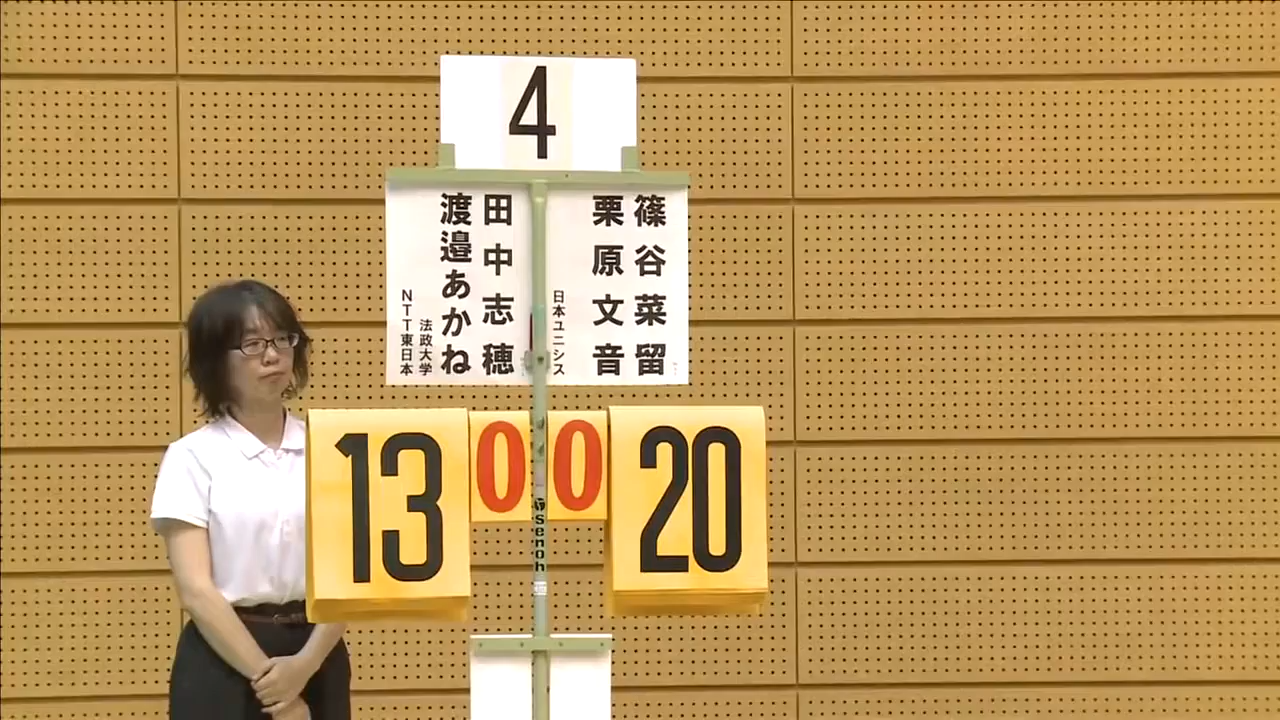 4
篠谷菜留
栗原文音
日本ユニシス
田中志穂
渡邉あかね
法政大学
NTT東日本
13
0
0
20
senoh